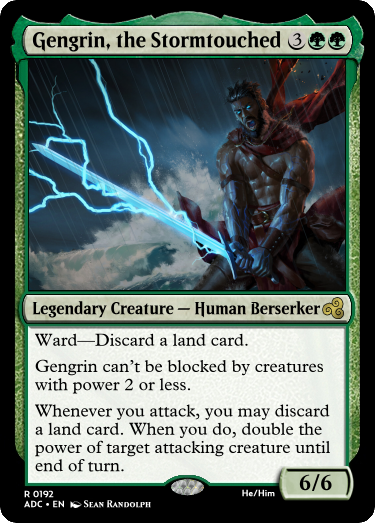 Gengrin, the Stormtouched 3
Legendary Creature — Human Berserker
Ward—Discard a land card.
Gengrin can't be blocked by creatures
with power 2 or less.
Whenever you attack, you may discard
a land card. When you do, double the
power of target attacking creature until
end of turn.
6/6
R 0192
He/Him
ADC • EN Sean Randolph